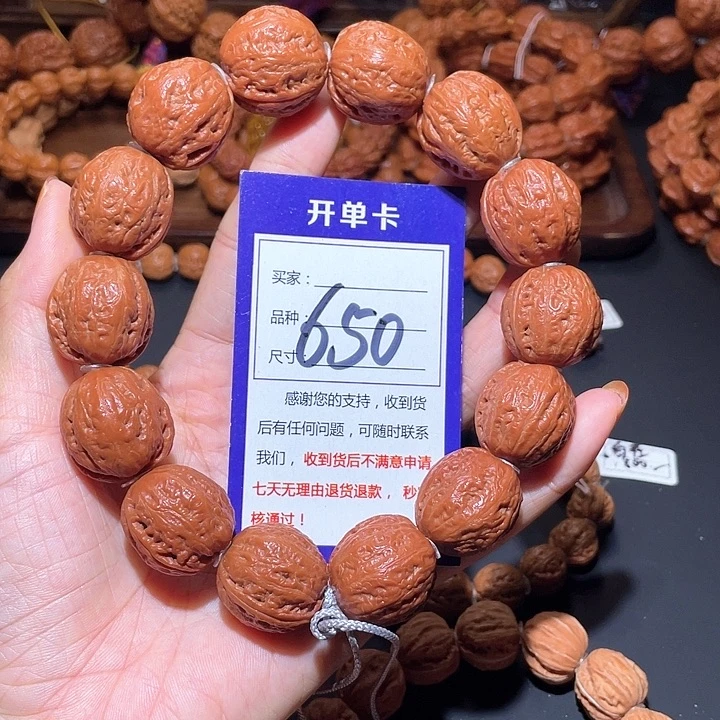 开单卡
买家：
品种：
650
尺寸
感谢您的支持，收到货
后有任何问题，可随时联系
我们，收到货后不满意申请
七天无理由退货退款，秒
核通过！